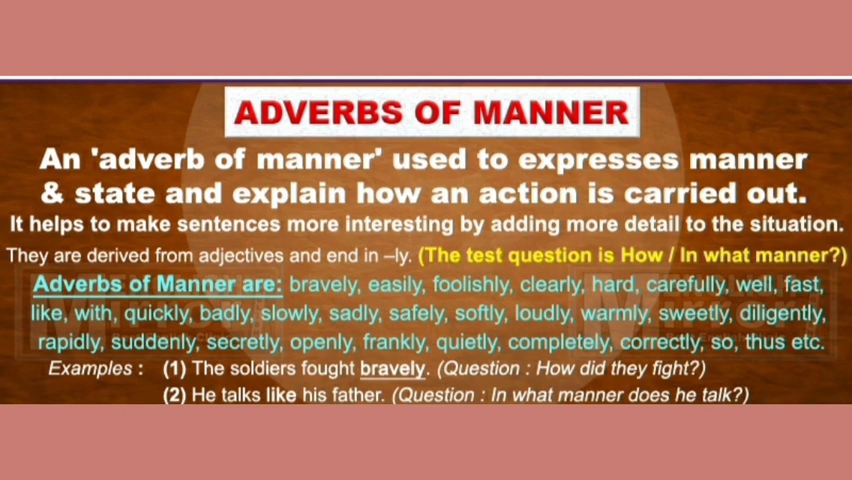 ADVERBS OF MANNER
An 'adverb of manner' used to expresses manner
& state and explain how an action is carried out.
It helps to make sentences more interesting by adding more detail to the situation.
They are derived from adjectives and end in –ly. (The test question is How / In what manner?)
Adverbs of Manner are: bravely, easily, foolishly, clearly, hard, carefully, well, fast,
like, with, quickly, badly, slowly, sadly, safely, softly, loudly, warmly, sweetly, diligently,
rapidly, suddenly, secretly, openly, frankly, quietly, completely, correctly, so, thus etc.
Examples : (1) The soldiers fought bravely. (Question : How did they fight?)
(2) He talks like his father. (Question : In what manner does he talk?)